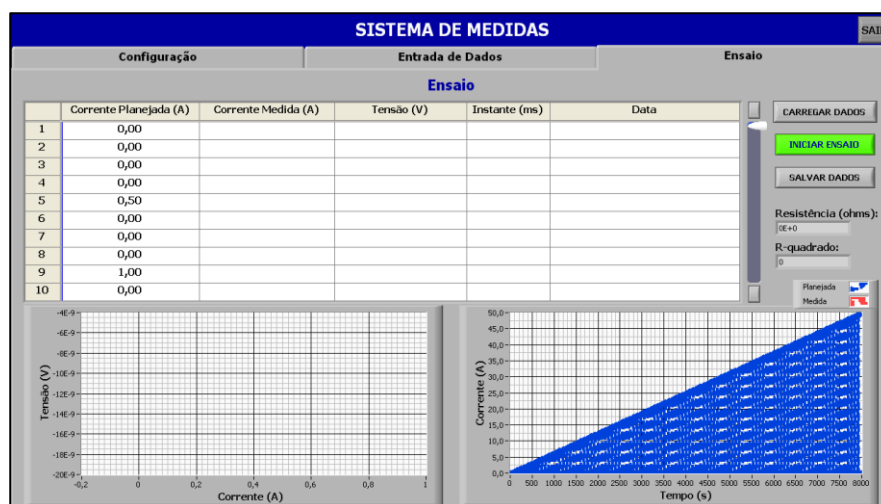 SISTEMA DE MEDIDAS
SAI
Configuração Entrada de Dados Ensaio
Ensaio
Corrente Planejada (A) Corrente Medida (A) Tensão (V) Instante (ms) Data
1 0,00
2 0,00
3 0,00
4 0,00
5 0,50
6 0,00
7 0,00
8 0,00
9 1,00
10 0,00
CARREGAR DADOS
INICIAR ENSAIO
SALVAR DADOS
Resistência (ohms):
0E+0
R-quadrado:
0
Planejada
Medida
-4E-9
-6E-9
-8E-9
-10E-9
-12E-9
-14E-9
-16E-9
-18E-9
-20E-9
Tensão (V)
-0,2 0 0,2 0,4 0,6 0,8 1
Corrente (A)
50,0
45,0
40,0
35,0
30,0
25,0
20,0
15,0
10,0
5,0
0,0
Corrente (A)
0 500 1000 1500 2000 2500 3000 3500 4000 4500 5000 5500 6000 6500 7000 7500 8000
Tempo (s)